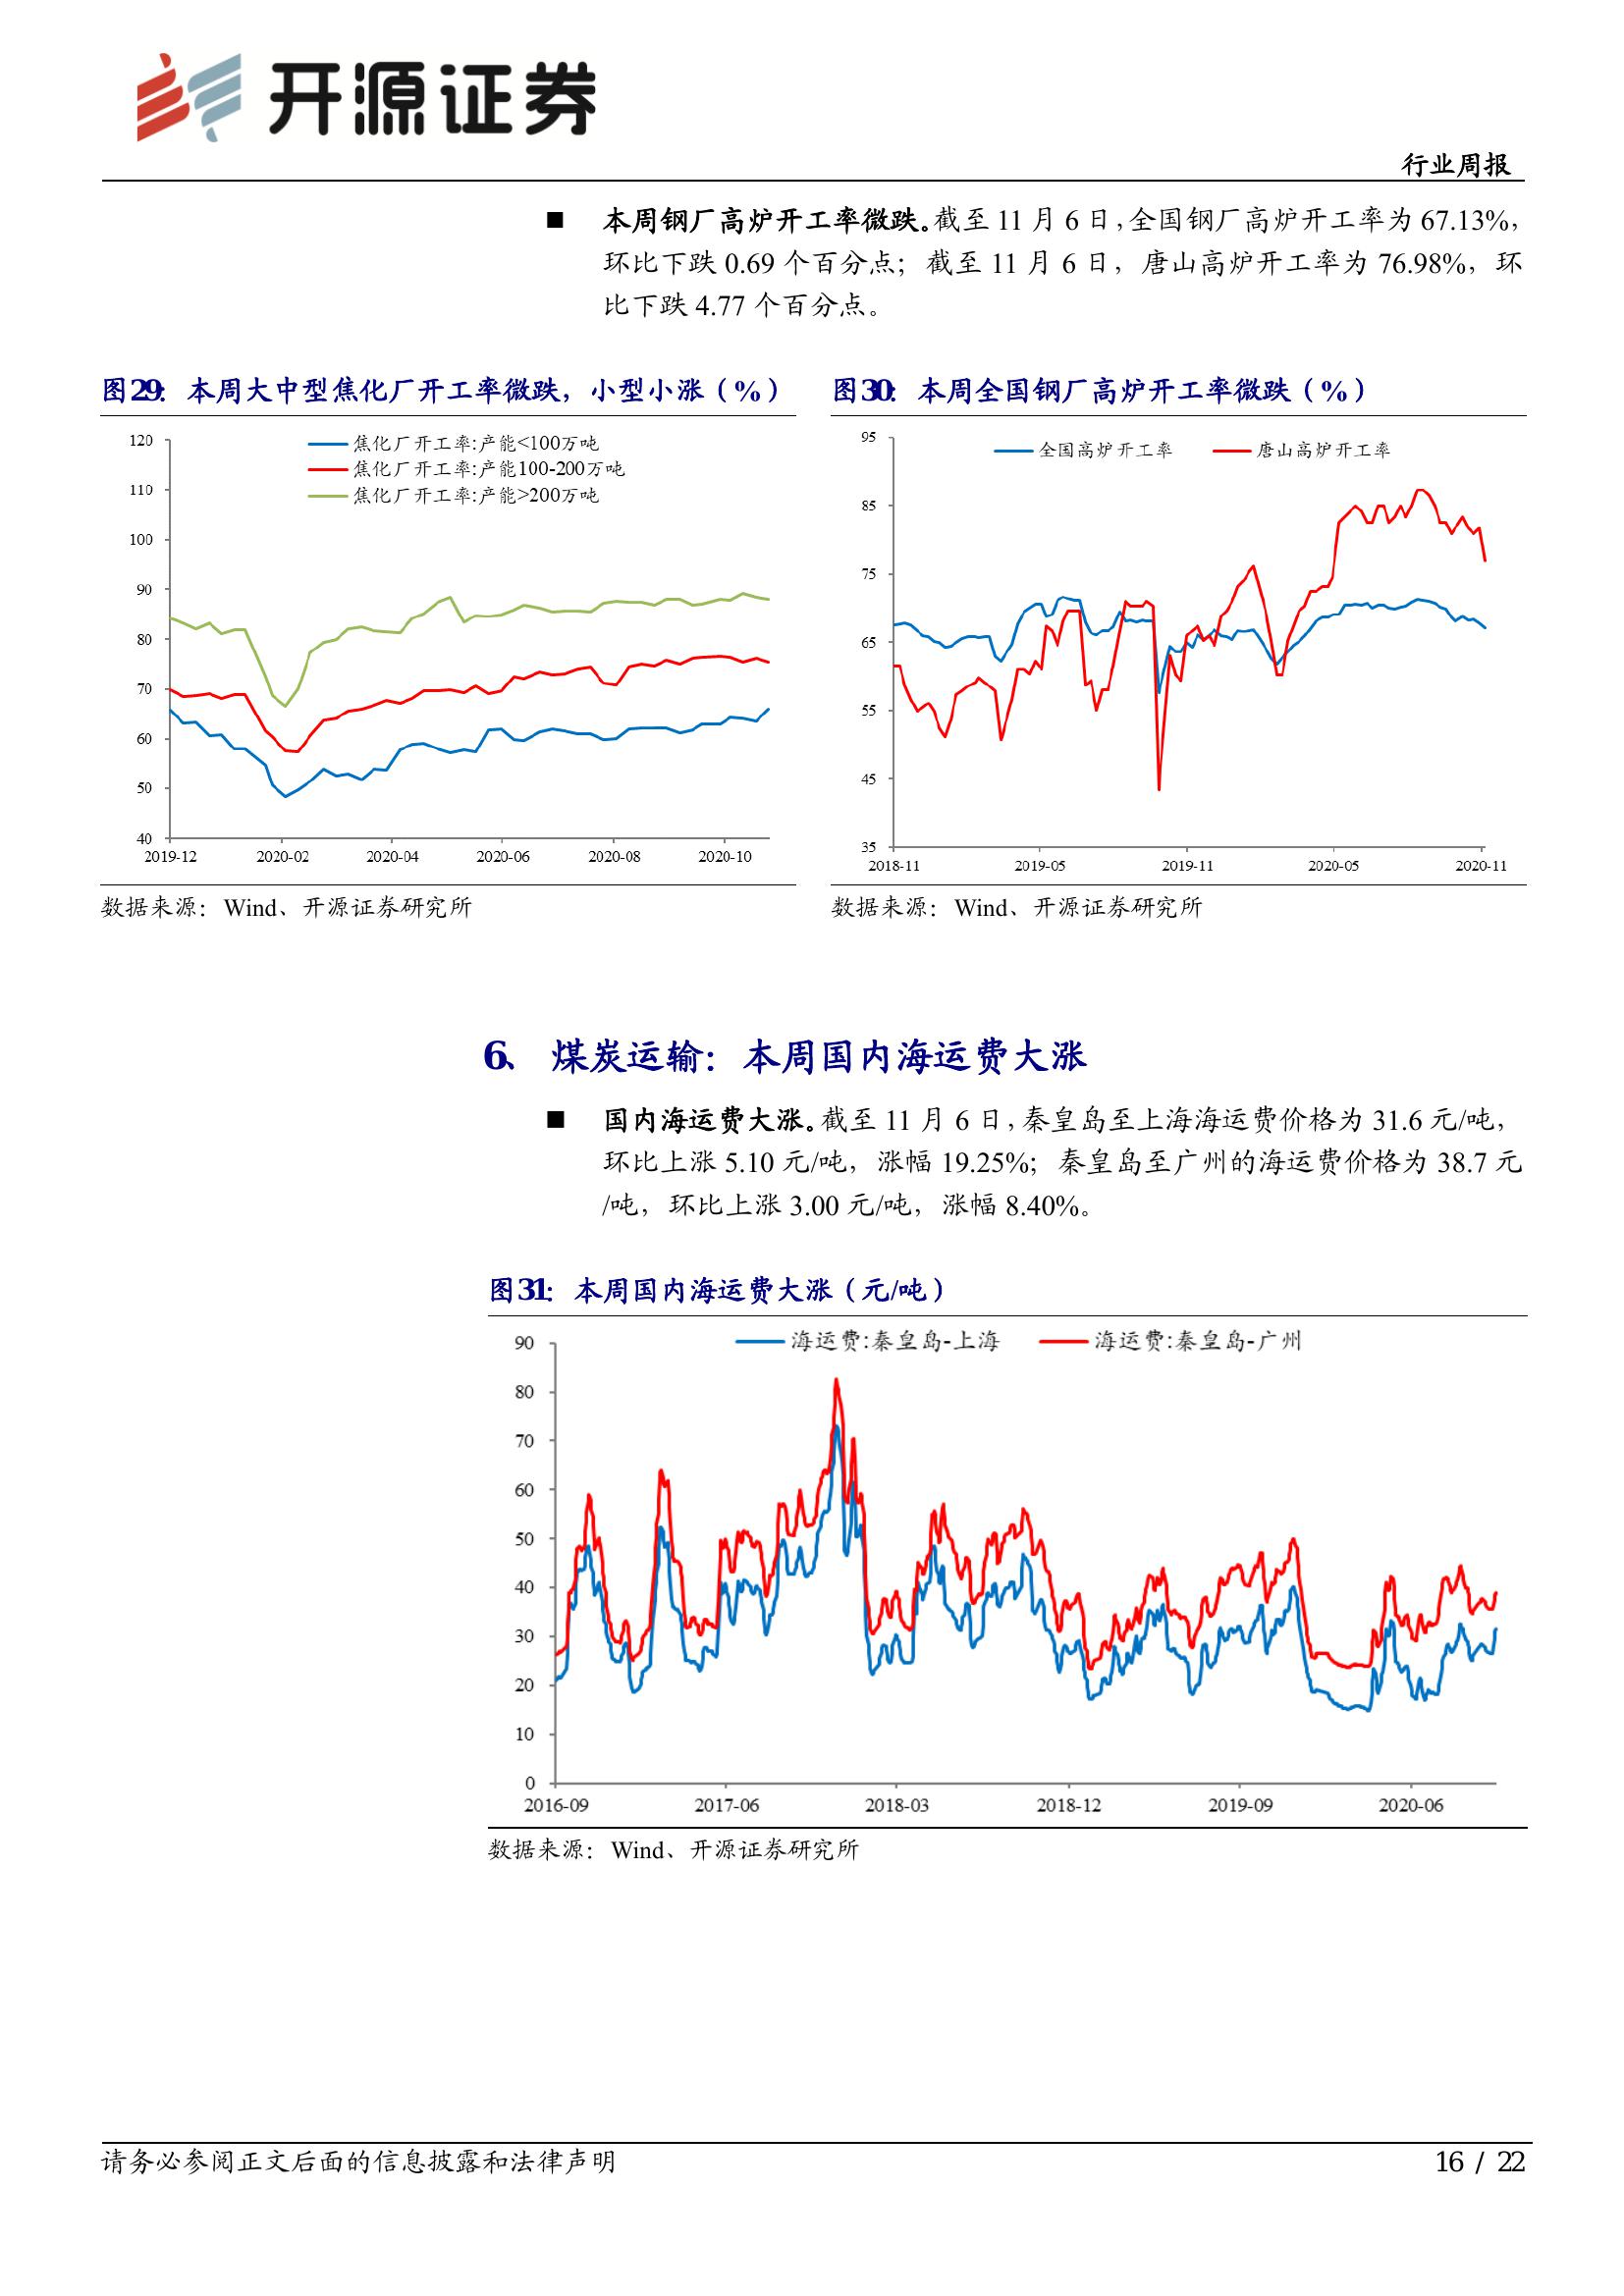 开源证券
行业周报
■ 本周钢厂高炉开工率微跌。截至 11 月 6 日，全国钢厂高炉开工率为 67.13%，
环比下跌 0.69 个百分点；截至 11 月 6 日，唐山高炉开工率为 76.98%，环
比下跌 4.77 个百分点。
图29：本周大中型焦化厂开工率微跌，小型小涨（%）
焦化厂开工率:产能<100万吨
焦化厂开工率:产能100-200万吨
焦化厂开工率:产能>200万吨
120
110
100
90
80
70
60
50
40
2019-12 2020-02 2020-04 2020-06 2020-08 2020-10
数据来源：Wind、开源证券研究所
图30：本周全国钢厂高炉开工率微跌（%）
全国高炉开工率 唐山高炉开工率
95
85
75
65
55
45
35
2018-11 2019-05 2019-11 2020-05 2020-11
数据来源：Wind、开源证券研究所
6、 煤炭运输：本周国内海运费大涨
■ 国内海运费大涨。截至 11 月 6 日，秦皇岛至上海海运费价格为 31.6 元/吨，
环比上涨 5.10 元/吨，涨幅 19.25%；秦皇岛至广州的海运费价格为 38.7 元
/吨，环比上涨 3.00 元/吨，涨幅 8.40%。
图31：本周国内海运费大涨（元/吨）
海运费:秦皇岛-上海 海运费:秦皇岛-广州
90
80
70
60
50
40
30
20
10
0
2016-09 2017-06 2018-03 2018-12 2019-09 2020-06
数据来源：Wind、开源证券研究所
请务必参阅正文后面的信息披露和法律声明
16 / 22